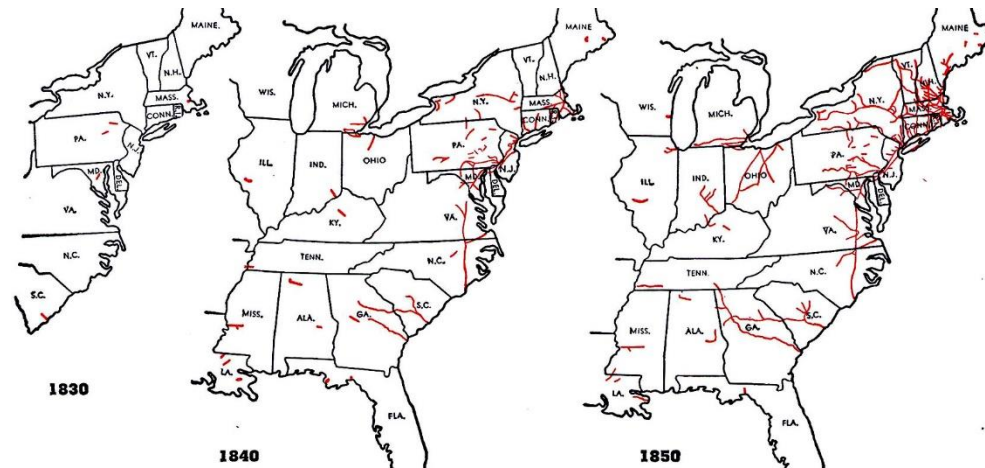 MAINE.
VT.
N.H.
N.Y.
MASS.
CONN.
R.I.
PA.
N.J.
MD.
DEL.
VA.
N.C.
S.C.
1830
WIS.
MICH.
MAINE
VT.
N.H.
N.Y.
MASS.
CONN.
PA.
N.J.
ILL.
IND.
OHIO
MD.
DEL.
KY.
VA.
TENN.
N.C.
MISS.
ALA.
GA.
S.C.
LA.
FLA.
1840
WIS.
MICH.
MAINE
VT.
N.H.
N.Y.
MASS.
CONN.
PA.
N.J.
ILL.
IND.
OHIO
MD.
DEL.
KY.
VA.
TENN.
N.C.
MISS.
ALA.
GA.
S.C.
LA.
FLA.
1850